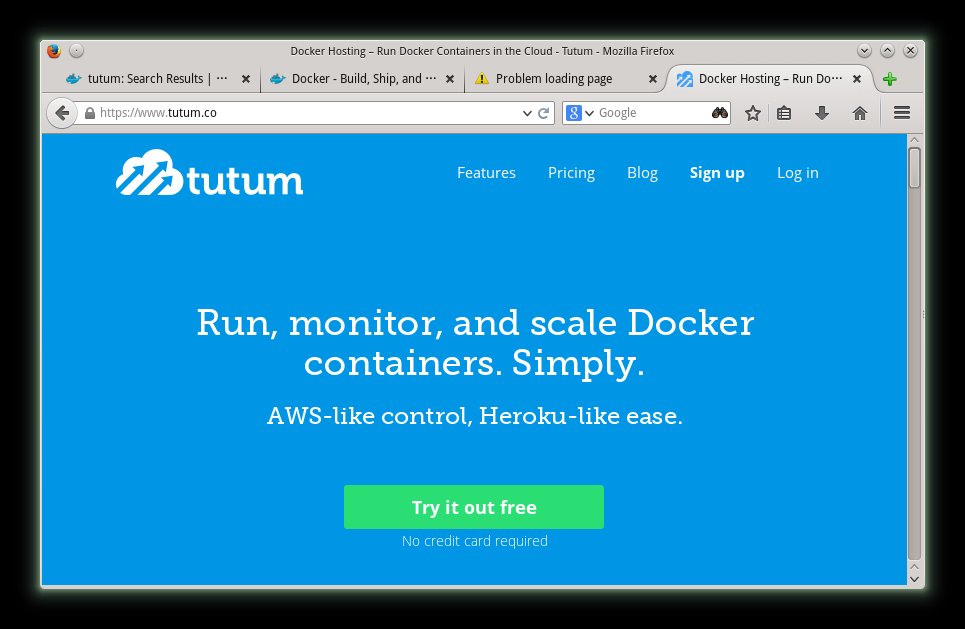 Docker Hosting – Run Docker Containers in the Cloud - Tutum - Mozilla Firefox
tutum: Search Results | ···
Docker - Build, Ship, and ···
Problem loading page
Docker Hosting – Run Do···
https://www.tutum.co
8
Google
tutum
Features
Pricing
Blog
Sign up
Log in
Run, monitor, and scale Docker
containers. Simply.
AWS-like control, Heroku-like ease.
Try it out free
No credit card required